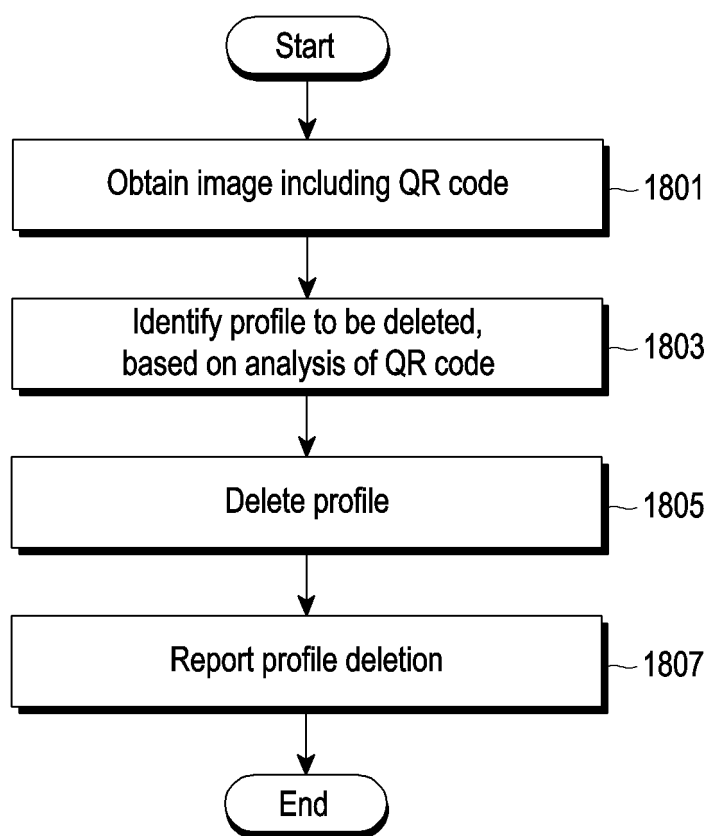 Start
Obtain image including QR code
1801
Identify profile to be deleted,
based on analysis of QR code
1803
Delete profile
1805
Report profile deletion
1807
End